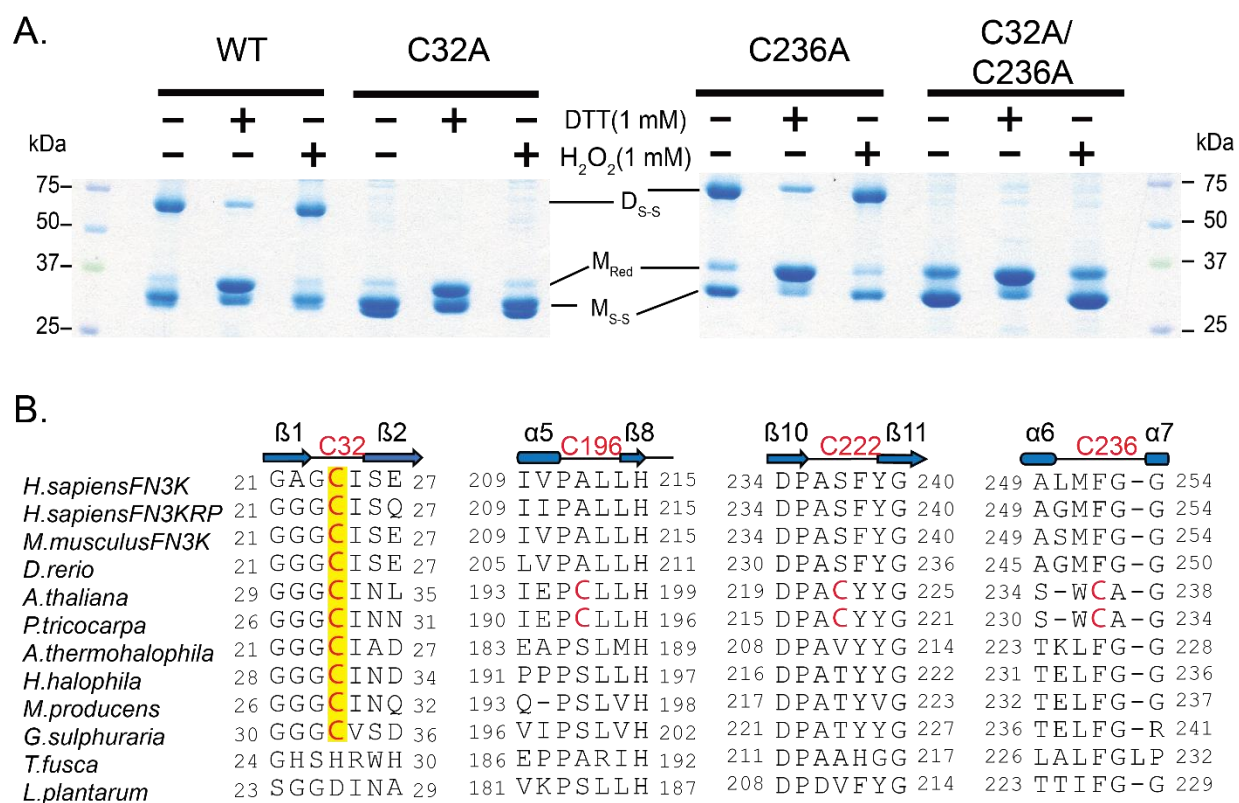 A.
WT C32A C236A C32A/
C236A
− + − − + − + − − + −
DTT(1 mM)
− − + − + − − + − − +
H2O2(1 mM)
kDa kDa
75 75
50 50
37 37
25 25
DS-S
MRed
MS-S
B.
ß1 C32 ß2 α5 C196 ß8 ß10 C222 ß11 α6 C236 α7
H.sapiensFN3K 21 GAGCISE 27 209 IVPALLH 215 234 DPASFYG 240 249 ALMFG-G 254
H.sapiensFN3KRP 21 GGGCISQ 27 209 IIPALLH 215 234 DPASFYG 240 249 AGMFG-G 254
M.musculusFN3K 21 GGGCISE 27 209 IVPALLH 215 234 DPASFYG 240 249 ASMFG-G 254
D.rerio 21 GGGCISE 27 205 LVPALLH 211 230 DPASFYG 236 245 AGMFG-G 250
A.thaliana 29 GGGCINL 35 193 IEPCLLH 199 219 DPACYYG 225 234 S-WCA-G 238
P.tricocarpa 26 GGGCINN 31 190 IEPCLLH 196 215 DPACYYG 221 230 S-WCA-G 234
A.thermohalophila 21 GGGCIAD 27 183 EAPSLMH 189 208 DPAVYYG 214 223 TKLFG-G 228
H.halophila 28 GGGCIND 34 191 PPPSLLH 197 216 DPATYYG 222 231 TELFG-G 236
M.producens 26 GGGCINQ 32 193 Q-PSLVH 198 217 DPATYVG 223 232 TELFG-G 237
G.sulphuraria 30 GGGCVSD 36 196 VIPSLVH 202 221 DPATYYG 227 236 TELFG-R 241
T.fusca 24 GHSHRWH 30 186 EPPARIH 192 211 DPAAHGG 217 226 LALFGLP 232
L.plantarum 23 SGGDINA 29 181 VKPSLLH 187 208 DPDVFYG 214 223 TTIFG-G 229